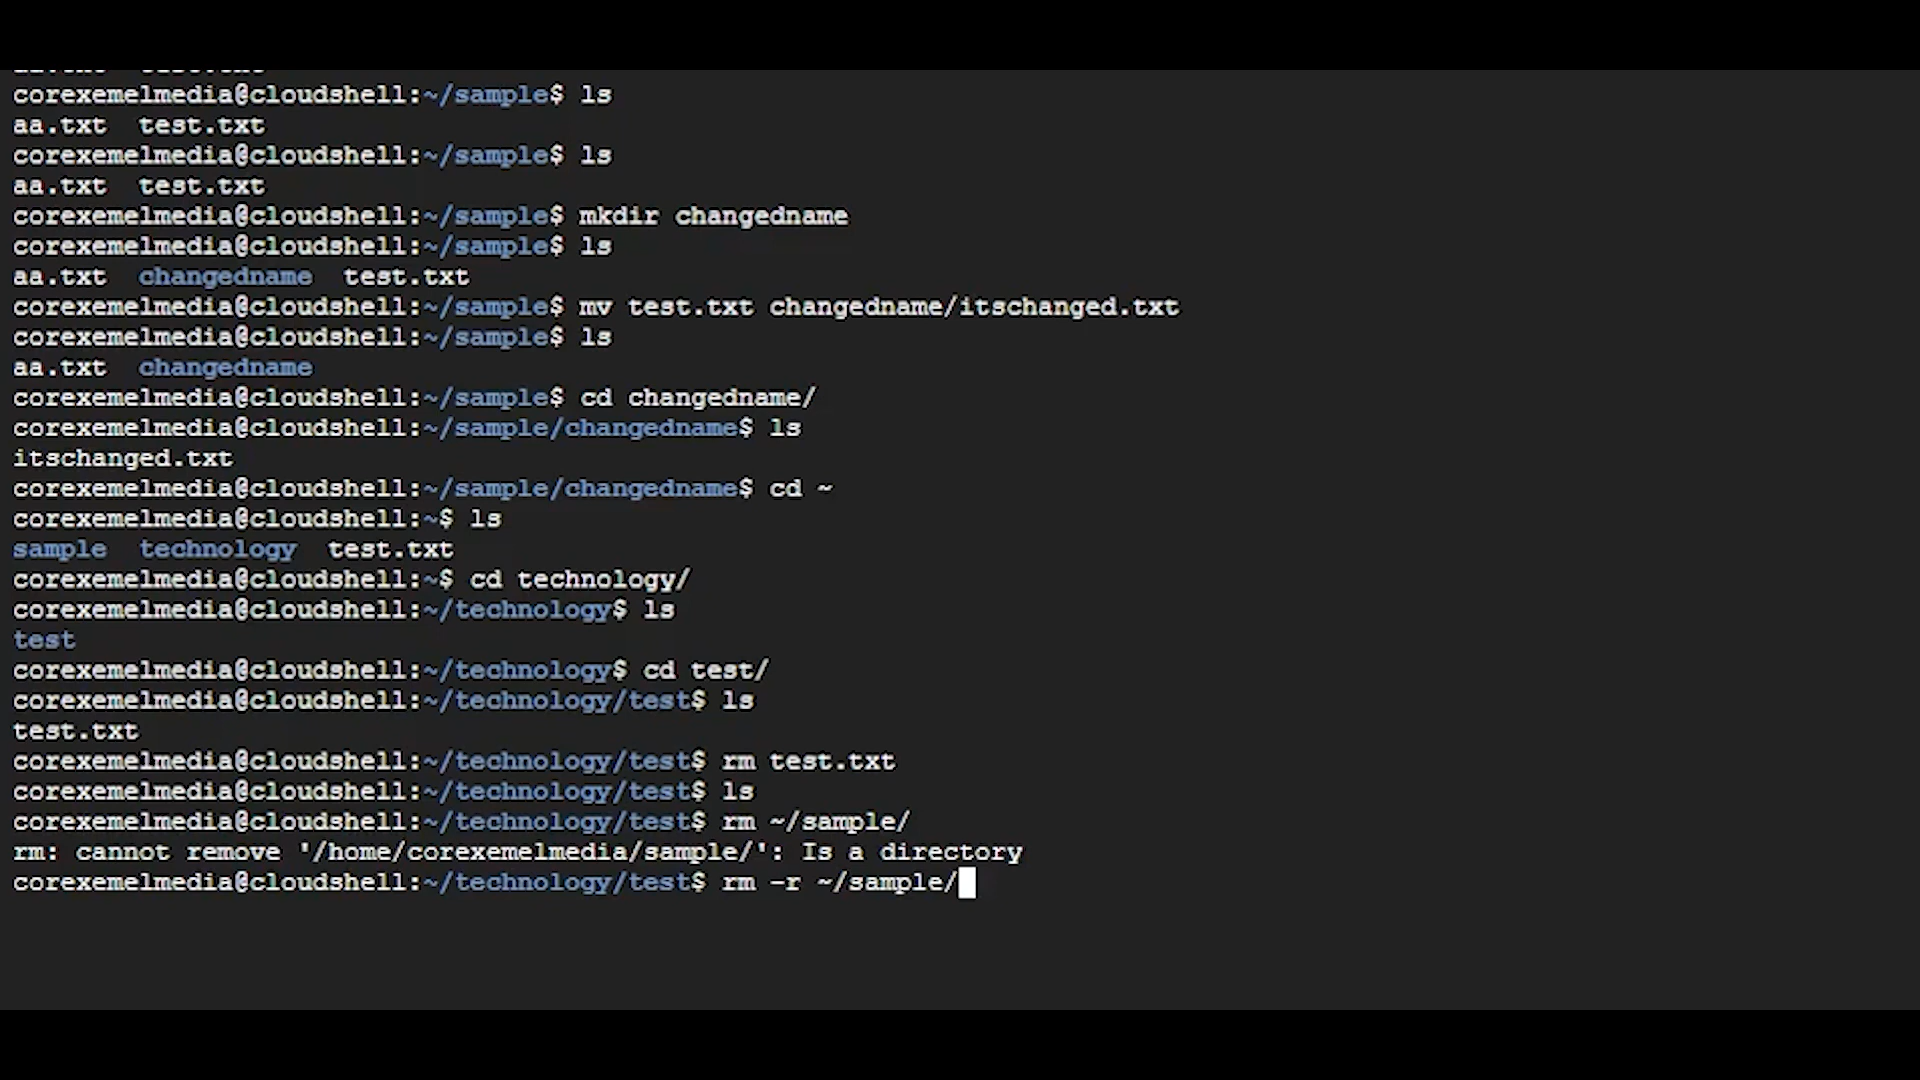 corexemelmedia@cloudshell:~/sample$ ls
aa.txt  test.txt
corexemelmedia@cloudshell:~/sample$ ls
aa.txt  test.txt
corexemelmedia@cloudshell:~/sample$ mkdir changedname
corexemelmedia@cloudshell:~/sample$ ls
aa.txt  changedname  test.txt
corexemelmedia@cloudshell:~/sample$ mv test.txt changedname/itschanged.txt
corexemelmedia@cloudshell:~/sample$ ls
aa.txt  changedname
corexemelmedia@cloudshell:~/sample$ cd changedname/
corexemelmedia@cloudshell:~/sample/changedname$ ls
itschanged.txt
corexemelmedia@cloudshell:~/sample/changedname$ cd ~
corexemelmedia@cloudshell:~$ ls
sample  technology  test.txt
corexemelmedia@cloudshell:~$ cd technology/
corexemelmedia@cloudshell:~/technology$ ls
test
corexemelmedia@cloudshell:~/technology$ cd test/
corexemelmedia@cloudshell:~/technology/test$ ls
test.txt
corexemelmedia@cloudshell:~/technology/test$ rm test.txt
corexemelmedia@cloudshell:~/technology/test$ ls
corexemelmedia@cloudshell:~/technology/test$ rm ~/sample/
rm: cannot remove '/home/corexemelmedia/sample/': Is a directory
corexemelmedia@cloudshell:~/technology/test$ rm -r ~/sample/